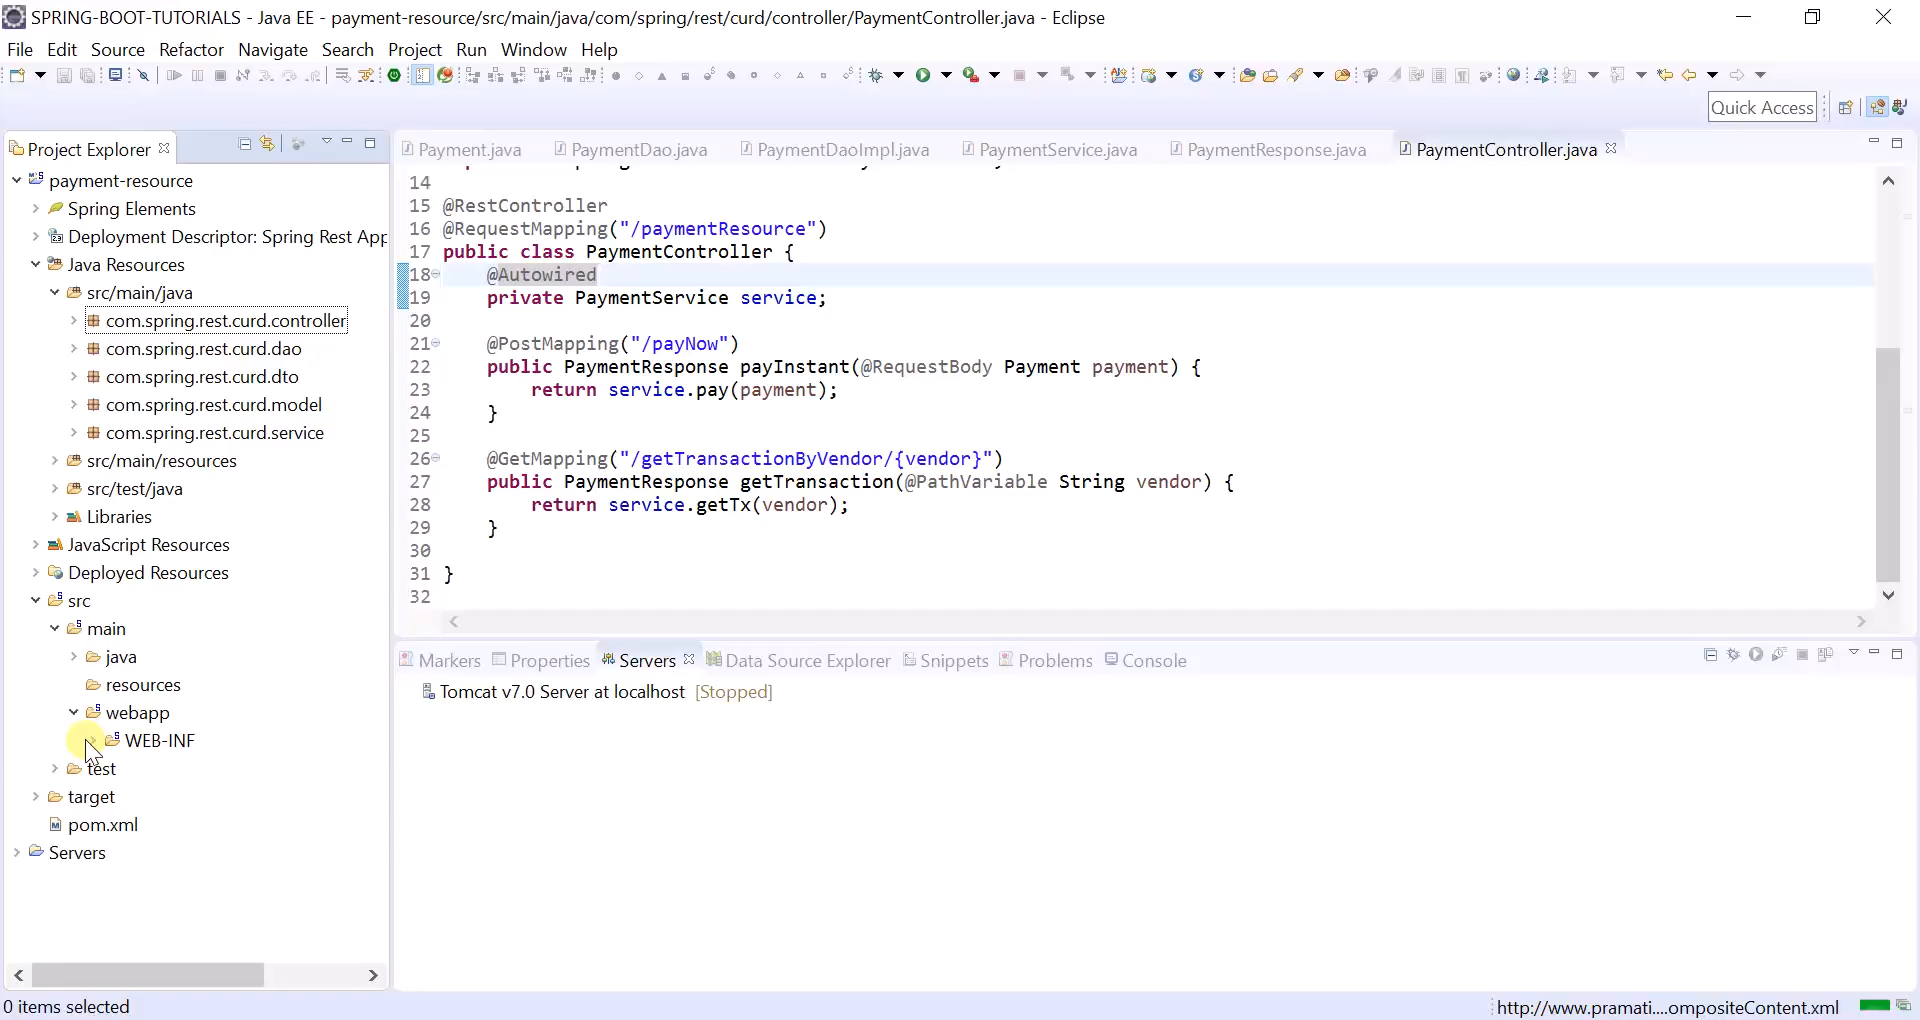 SPRING-BOOT-TUTORIALS - Java EE - payment-resource/src/main/java/com/spring/rest/curd/controller/PaymentController.java - Eclipse
File Edit Source Refactor Navigate Search Project Run Window Help
Quick Access
Project Explorer
payment-resource
Spring Elements
Deployment Descriptor: Spring Rest App
Java Resources
src/main/java
com.spring.rest.curd.controller
com.spring.rest.curd.dao
com.spring.rest.curd.dto
com.spring.rest.curd.model
com.spring.rest.curd.service
src/main/resources
src/test/java
Libraries
JavaScript Resources
Deployed Resources
src
main
java
resources
webapp
WEB-INF
test
target
pom.xml
Servers
Payment.java PaymentDao.java PaymentDaoImpl.java PaymentService.java PaymentResponse.java PaymentController.java
14
15 @RestController
16 @RequestMapping("/paymentResource")
17 public class PaymentController {
18 @Autowired
19 private PaymentService service;
20
21 @PostMapping("/payNow")
22 public PaymentResponse payInstant(@RequestBody Payment payment) {
23 return service.pay(payment);
24 }
25
26 @GetMapping("/getTransactionByVendor/{vendor}")
27 public PaymentResponse getTransaction(@PathVariable String vendor) {
28 return service.getTx(vendor);
29 }
30
31 }
32
Markers Properties Servers Data Source Explorer Snippets Problems Console
Tomcat v7.0 Server at localhost [Stopped]
0 items selected
http://www.pramati....ompositeContent.xml